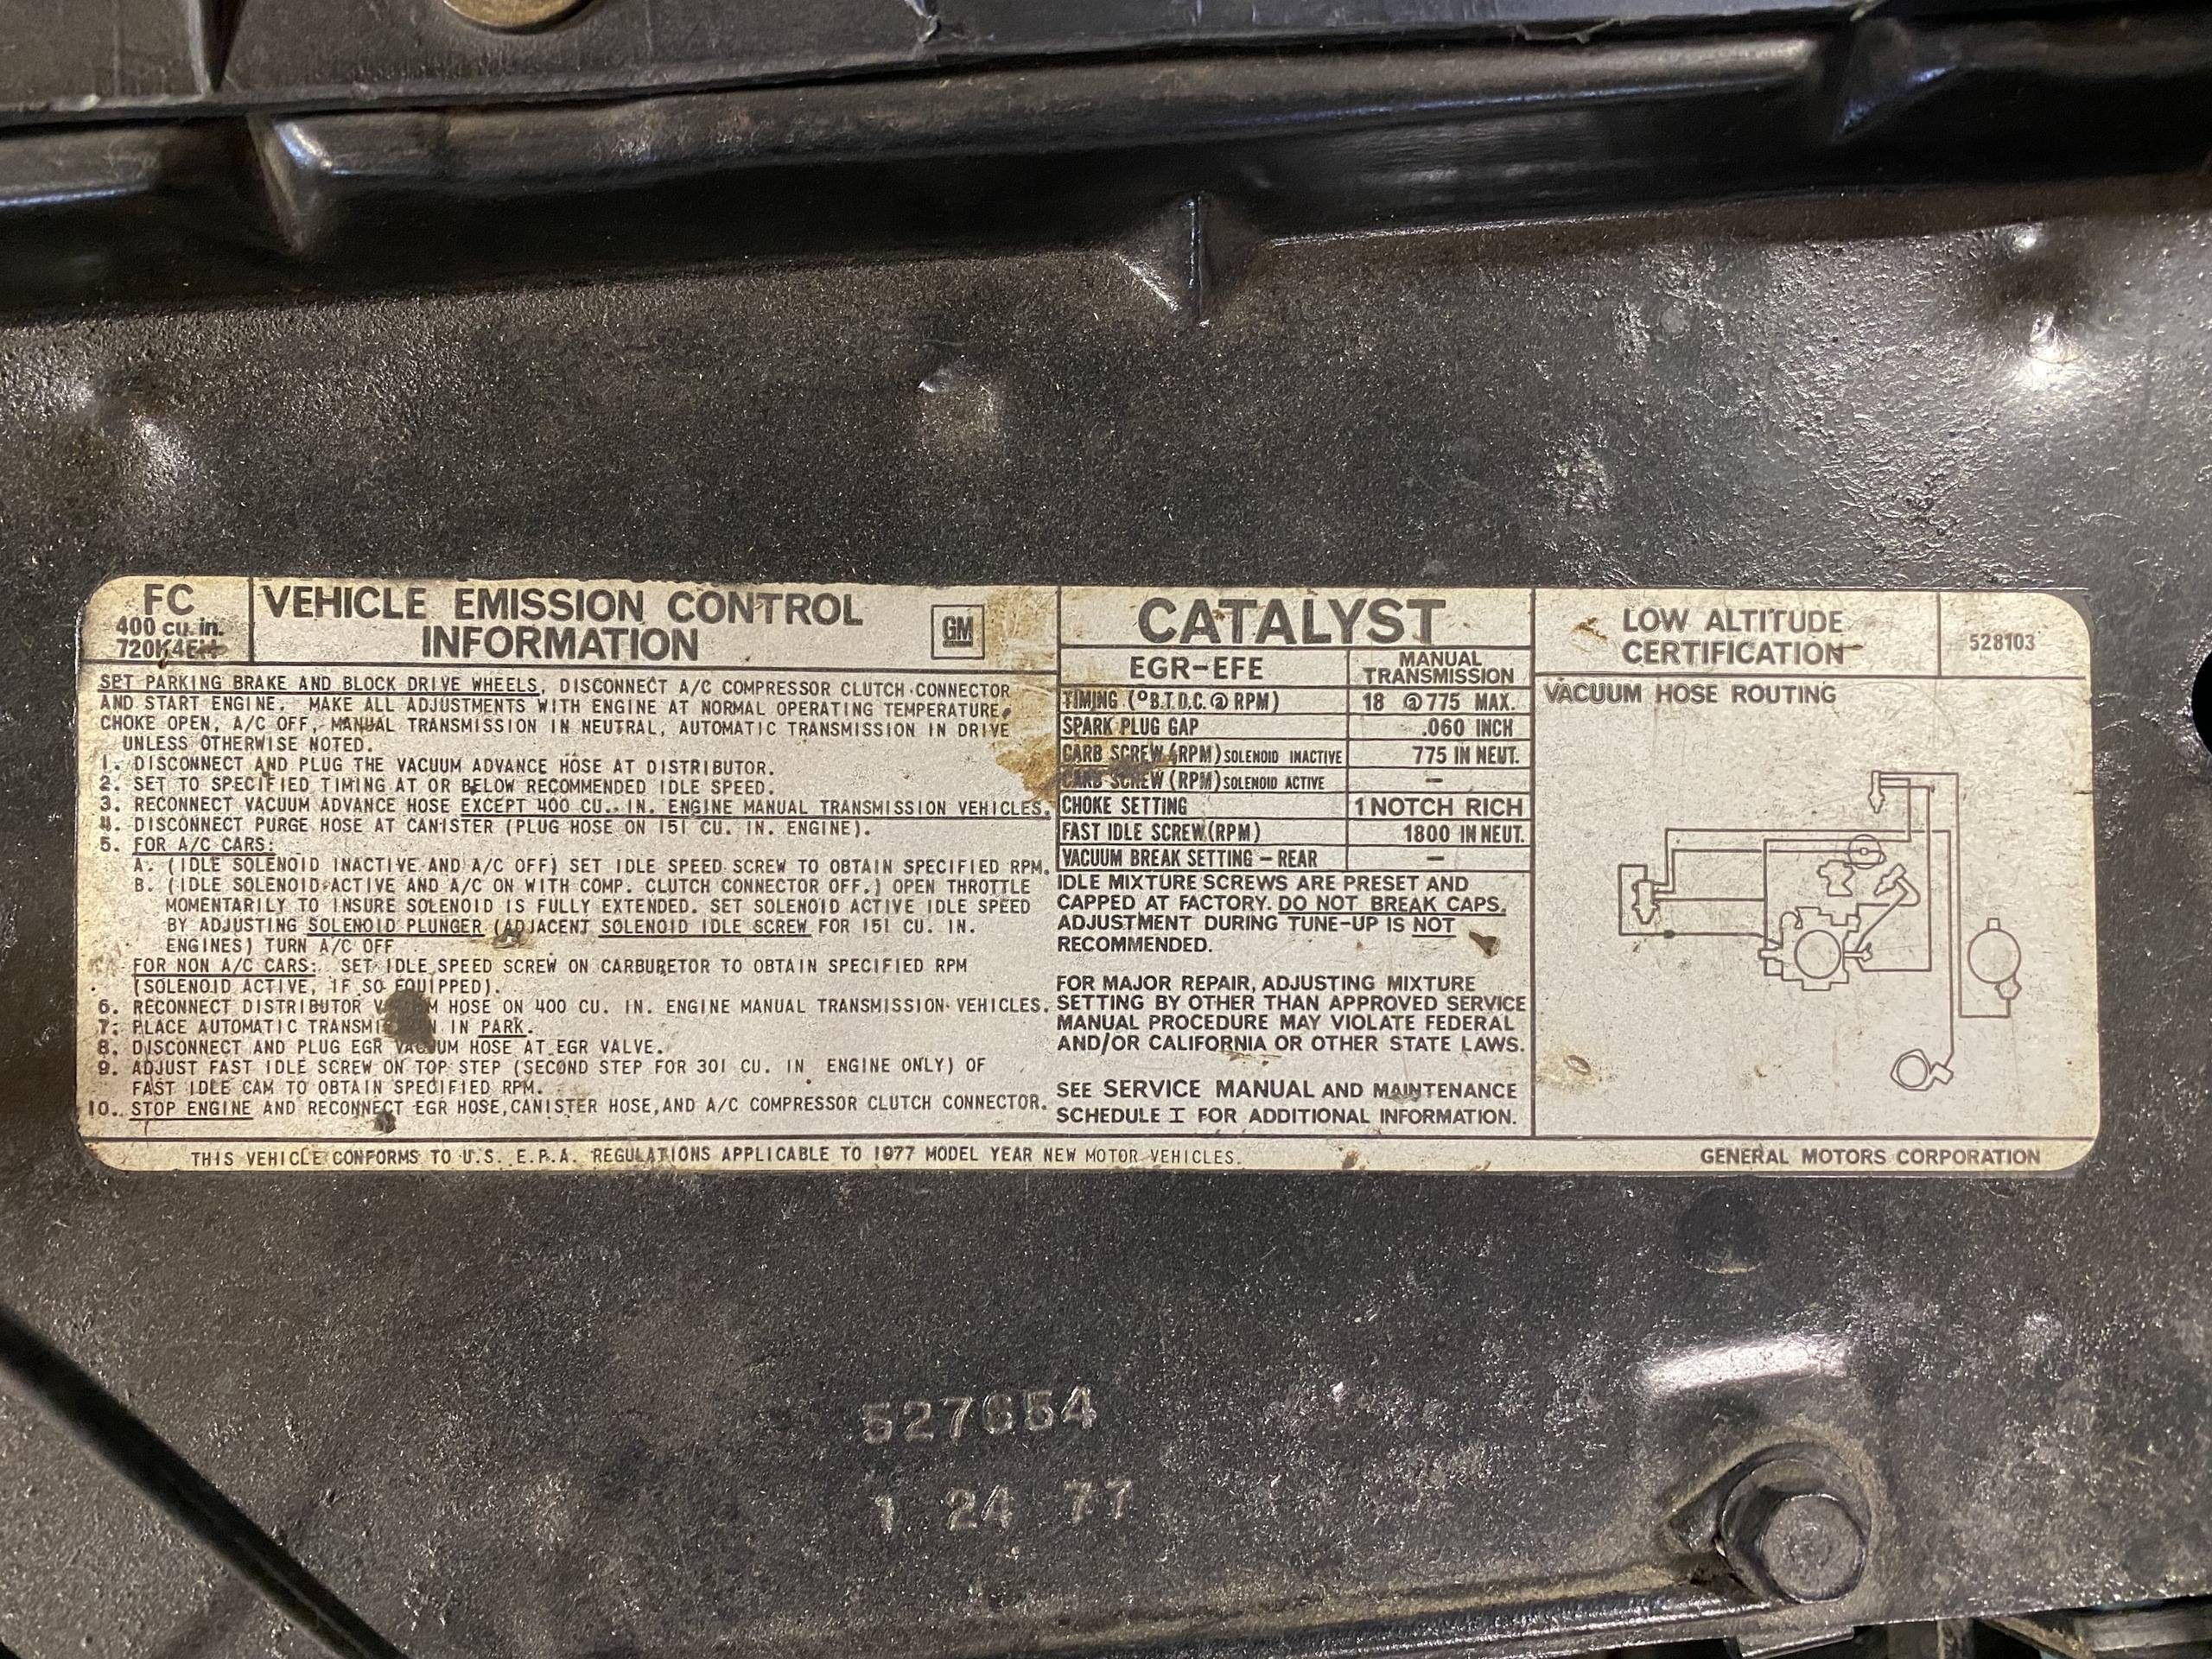 FC
400 cu. in.
VEHICLE EMISSION CONTROL
INFORMATION
GM
SET PARKING BRAKE AND BLOCK DRIVE WHEELS, DISCONNECT A/C COMPRESSOR CLUTCH CONNECTOR
AND START ENGINE. MAKE ALL ADJUSTMENTS WITH ENGINE AT NORMAL OPERATING TEMPERATURE,
CHOKE OPEN, A/C OFF, MANUAL TRANSMISSION IN NEUTRAL, AUTOMATIC TRANSMISSION IN DRIVE
UNLESS OTHERWISE NOTED.
1. DISCONNECT AND PLUG THE VACUUM ADVANCE HOSE AT DISTRIBUTOR.
2. SET TO SPECIFIED TIMING AT OR BELOW RECOMMENDED IDLE SPEED.
3. RECONNECT VACUUM ADVANCE HOSE EXCEPT 400 CU. IN. ENGINE MANUAL TRANSMISSION VEHICLES.
4. DISCONNECT PURGE HOSE AT CANISTER (PLUG HOSE ON 151 CU. IN. ENGINE).
5. FOR A/C CARS:
A. (IDLE SOLENOID INACTIVE AND A/C OFF) SET IDLE SPEED SCREW TO OBTAIN SPECIFIED RPM.
B. (IDLE SOLENOID ACTIVE AND A/C ON WITH COMP. CLUTCH CONNECTOR OFF.) OPEN THROTTLE
MOMENTARILY TO INSURE SOLENOID IS FULLY EXTENDED. SET SOLENOID ACTIVE IDLE SPEED
BY ADJUSTING SOLENOID PLUNGER (ADJACENT SOLENOID IDLE SCREW FOR 151 CU. IN.
ENGINES) TURN A/C OFF
FOR NON A/C CARS: SET IDLE SPEED SCREW ON CARBURETOR TO OBTAIN SPECIFIED RPM
(SOLENOID ACTIVE, IF SO EQUIPPED).
6. RECONNECT DISTRIBUTOR HOSE ON 400 CU. IN. ENGINE MANUAL TRANSMISSION VEHICLES.
7. PLACE AUTOMATIC IN PARK.
8. DISCONNECT AND PLUG EGR VACUUM HOSE AT EGR VALVE.
9. ADJUST FAST IDLE SCREW ON TOP STEP (SECOND STEP FOR 301 CU. IN ENGINE ONLY) OF
FAST IDLE CAM TO OBTAIN SPECIFIED RPM.
10. STOP ENGINE AND RECONNECT EGR HOSE, CANISTER HOSE, AND A/C COMPRESSOR CLUTCH CONNECTOR.
CATALYST
EGR-EFE MANUAL TRANSMISSION
TIMING (°B.T.D.C. @ RPM) 18 @ 775 MAX.
SPARK PLUG GAP .060 INCH
CARB SCREW (RPM) SOLENOID INACTIVE 775 IN NEUT.
CARB SCREW (RPM) SOLENOID ACTIVE —
CHOKE SETTING 1 NOTCH RICH
FAST IDLE SCREW (RPM) 1800 IN NEUT.
VACUUM BREAK SETTING - REAR —
IDLE MIXTURE SCREWS ARE PRESET AND
CAPPED AT FACTORY. DO NOT BREAK CAPS.
ADJUSTMENT DURING TUNE-UP IS NOT
RECOMMENDED.
FOR MAJOR REPAIR, ADJUSTING MIXTURE
SETTING BY OTHER THAN APPROVED SERVICE
MANUAL PROCEDURE MAY VIOLATE FEDERAL
AND/OR CALIFORNIA OR OTHER STATE LAWS.
SEE SERVICE MANUAL AND MAINTENANCE
SCHEDULE I FOR ADDITIONAL INFORMATION.
LOW ALTITUDE
CERTIFICATION
528103
VACUUM HOSE ROUTING
THIS VEHICLE CONFORMS TO U.S. E.P.A. REGULATIONS APPLICABLE TO 1977 MODEL YEAR NEW MOTOR VEHICLES.
GENERAL MOTORS CORPORATION
1 24 77